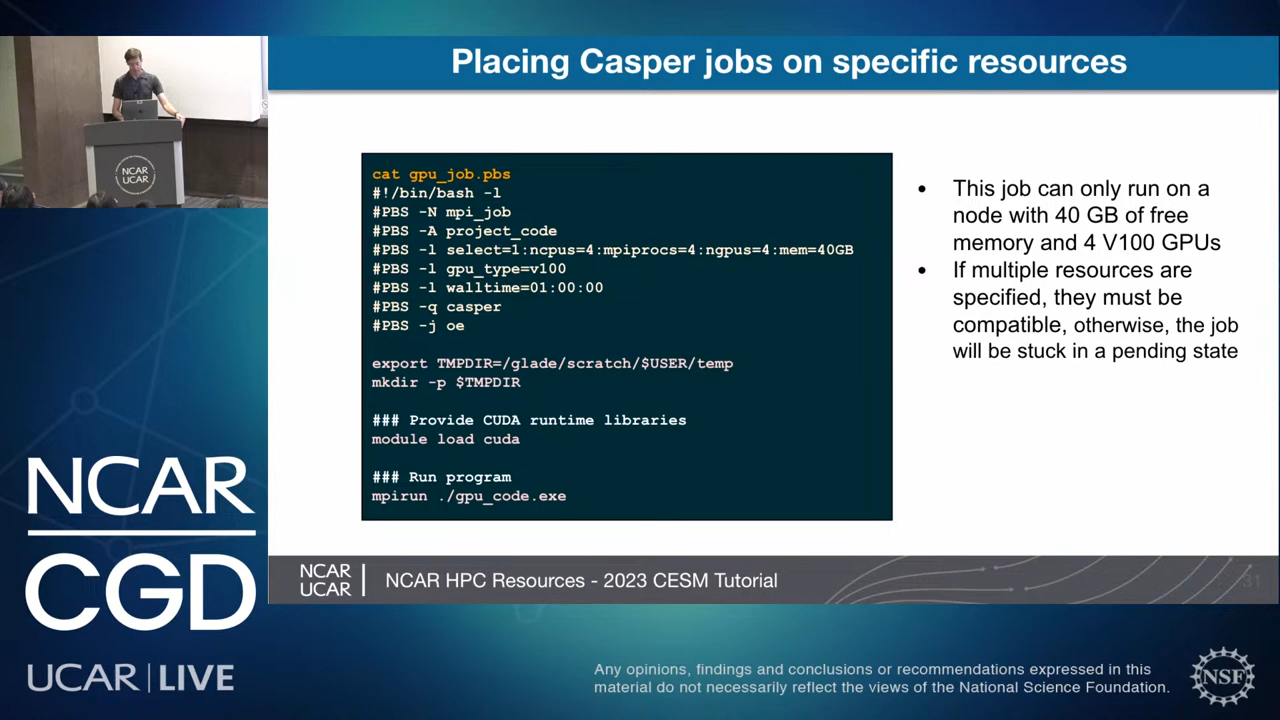 Placing Casper jobs on specific resources
NCAR
UCAR
cat gpu_job.pbs
#!/bin/bash -l
#PBS -N mpi_job
#PBS -A project_code
#PBS -l select=1:ncpus=4:mpiprocs=4:ngpus=4:mem=40GB
#PBS -l gpu_type=v100
#PBS -l walltime=01:00:00
#PBS -q casper
#PBS -j oe
export TMPDIR=/glade/scratch/$USER/temp
mkdir -p $TMPDIR
### Provide CUDA runtime libraries
module load cuda
### Run program
mpirun ./gpu_code.exe
• This job can only run on a
node with 40 GB of free
memory and 4 V100 GPUs
• If multiple resources are
specified, they must be
compatible, otherwise, the job
will be stuck in a pending state
NCAR
CGD
UCAR | LIVE
NCAR
UCAR
NCAR HPC Resources - 2023 CESM Tutorial
31
Any opinions, findings and conclusions or recommendations expressed in this
material do not necessarily reflect the views of the National Science Foundation.
NSF